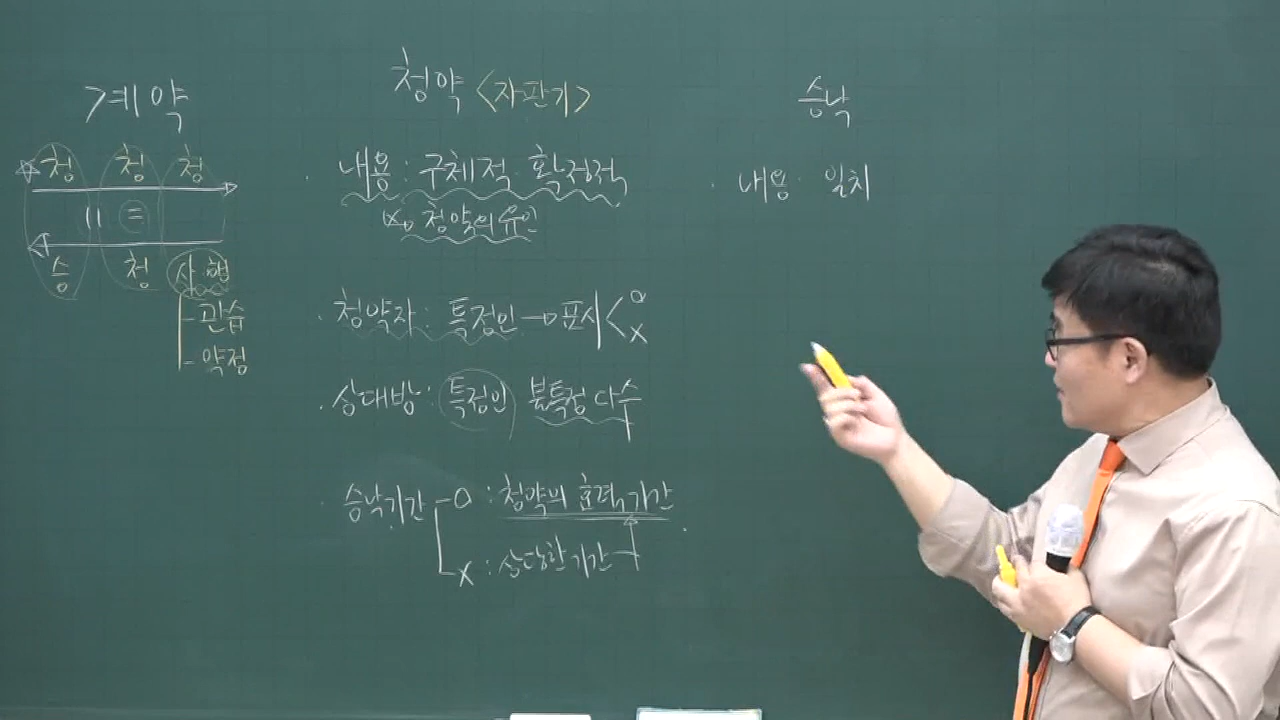 계약
청 청 청
승 청 사·행
- 관습
- 약정
청약 <자판기>
· 내용 : 구체적·확정적
x→ 청약의 유인
· 청약자 : 특정인 → 표시 < o
x
· 상대방 : 특정인 불특정 다수
· 승낙기간 - O : 청약의 효력기간
- X : 상당한 기간
승낙
· 내용 · 일치